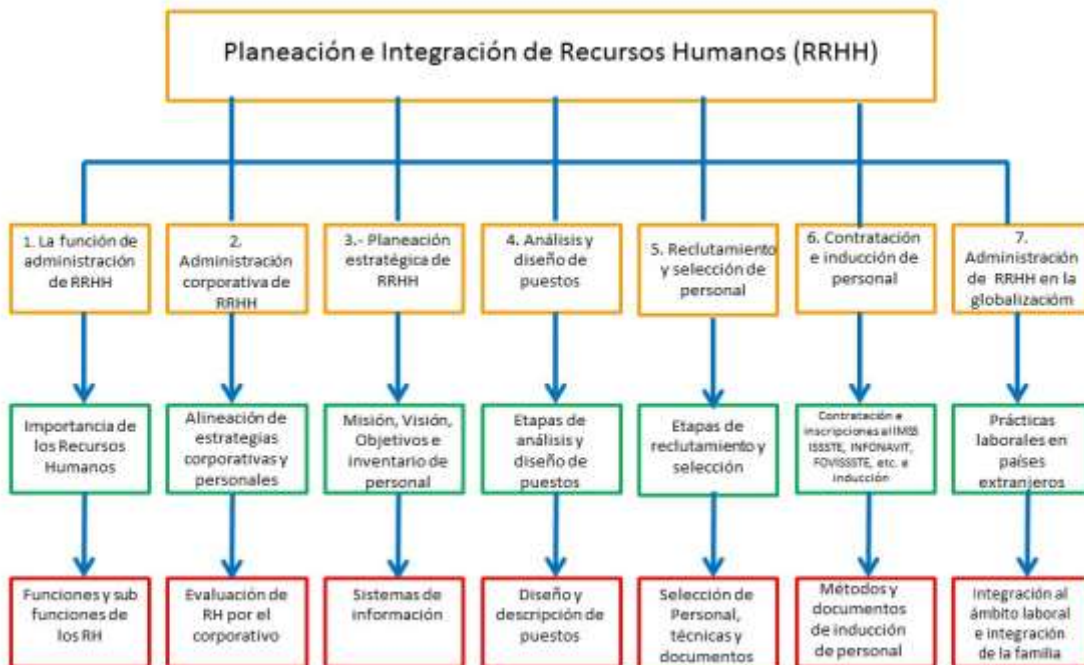 Planeación e Integración de Recursos Humanos (RRHH)
1. La función de
administración
de RRHH
2.
Administración
corporativa de
RRHH
3.- Planeación
estratégica de
RRHH
4. Análisis y
diseño de
puestos
5. Reclutamiento
y selección de
personal
6. Contratación
e inducción de
personal
7.
Administración
de RRHH en la
globalizacióm
Importancia de
los Recursos
Humanos
Alineación de
estrategias
corporativas y
personales
Misión, Visión,
Objetivos e
inventario de
personal
Etapas de
análisis y
diseño de
puestos
Etapas de
reclutamiento y
selección
Contratación e
inscripciones al IMSS
ISSSTE, INFONAVIT,
FOVISSSTE, etc. e
inducción
Prácticas
laborales en
países
extranjeros
Funciones y sub
funciones de
los RH
Evaluación de
RH por el
corporativo
Sistemas de
información
Diseño y
descripción de
puestos
Selección de
Personal,
técnicas y
documentos
Métodos y
documentos
de inducción
de personal
Integración al
ámbito laboral
e integración
de la familia